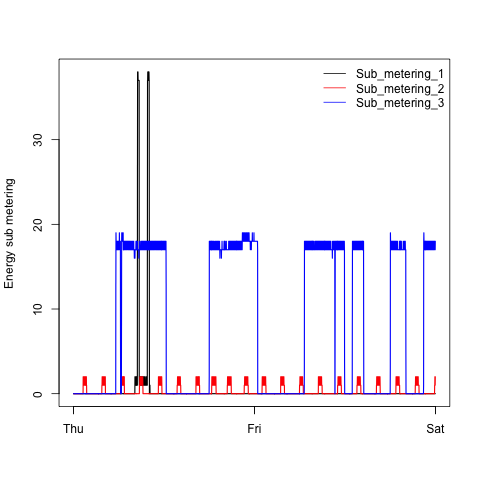 Sub_metering_1
Sub_metering_2
Sub_metering_3
Energy sub metering
30
20
10
0
Thu Fri Sat